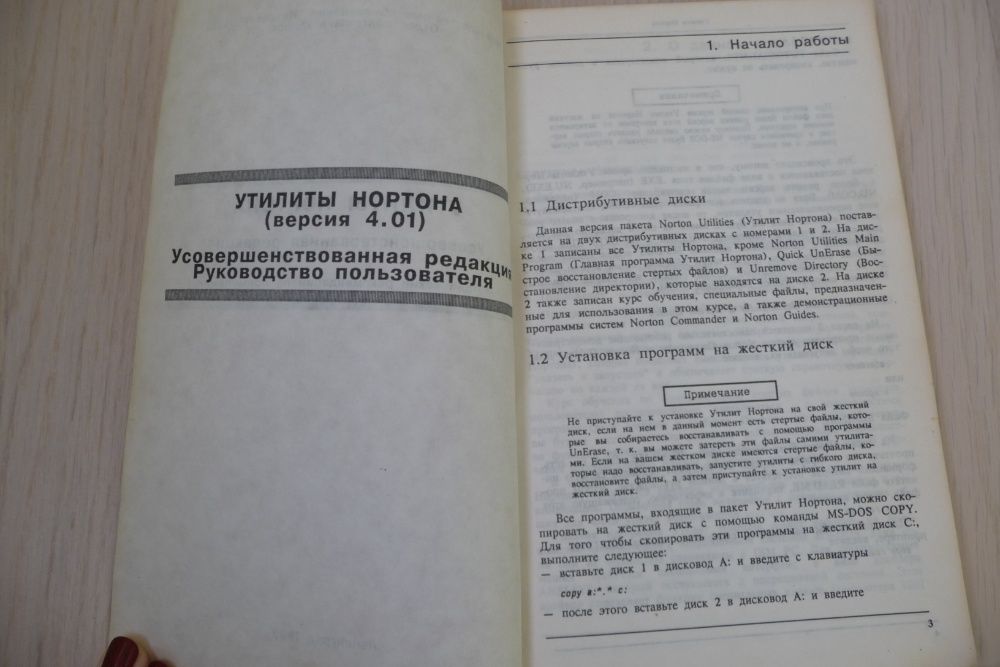 УТИЛИТЫ НОРТОНА
(версия 4.01)
Усовершенствованная редакция
Руководство пользователя
1. Начало работы
1,1 Дистрибутивные диски
Данная версия пакета Norton Utilities (Утилит Нортона) постав-
ляется на двух дистрибутивных дисках с номерами 1 и 2. На дис-
ке 1 записаны все Утилиты Нортона, кроме Norton Utilities Main
Program (Главная программа Утилит Нортона), Quick UnErase (Бы-
строе восстановление стертых файлов) и Unremove Directory (Вос-
становление директории), которые находятся на диске 2. На диске
2 также записан курс обучения, специальные файлы, предназначен-
ные для использования в этом курсе, а также демонстрационные
программы систем Norton Commander и Norton Guides.
1.2 Установка программ на жесткий диск
Примечание
Не приступайте к установке Утилит Нортона на свой жесткий
диск, если на нем в данный момент есть стертые файлы, кото-
рые вы собираетесь восстанавливать с помощью программы
UnErase, т. к. вы можете затереть эти файлы самими утилита-
ми. Если на вашем жестком диске имеются стертые файлы, ко-
торые надо восстанавливать, запустите утилиты с гибкого диска,
восстановите файлы, а затем приступайте к установке утилит на
жесткий диск.
Все программы, входящие в пакет Утилит Нортона, можно ско-
пировать на жесткий диск с помощью команды MS-DOS COPY.
Для того чтобы скопировать эти программы на жесткий диск C:,
выполните следующее:
— вставьте диск 1 в дисковод A: и введите с клавиатуры
copy a:*.* c:
— после этого вставьте диск 2 в дисковод A: и введите
3